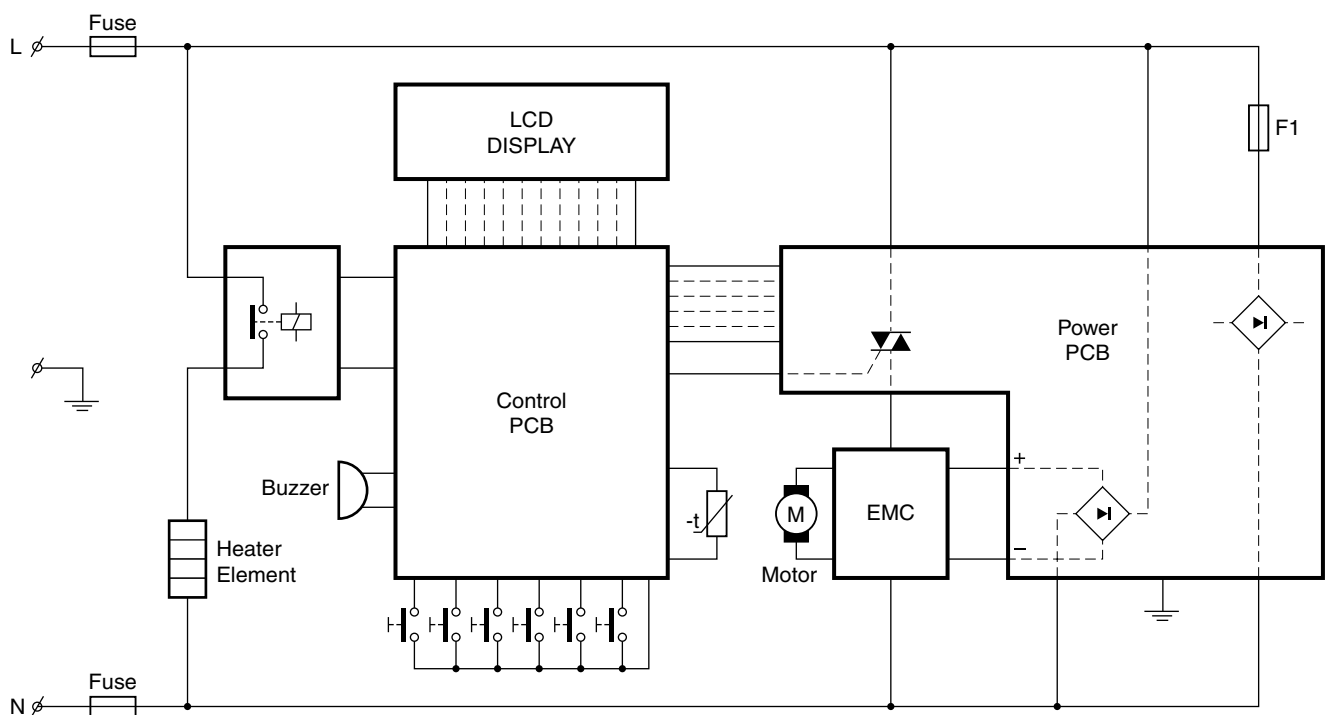 Fuse
L
LCD
DISPLAY
F1
Power
PCB
Control
PCB
+
Buzzer
-t
M
EMC
Heater
Element
−
Motor
Fuse
N